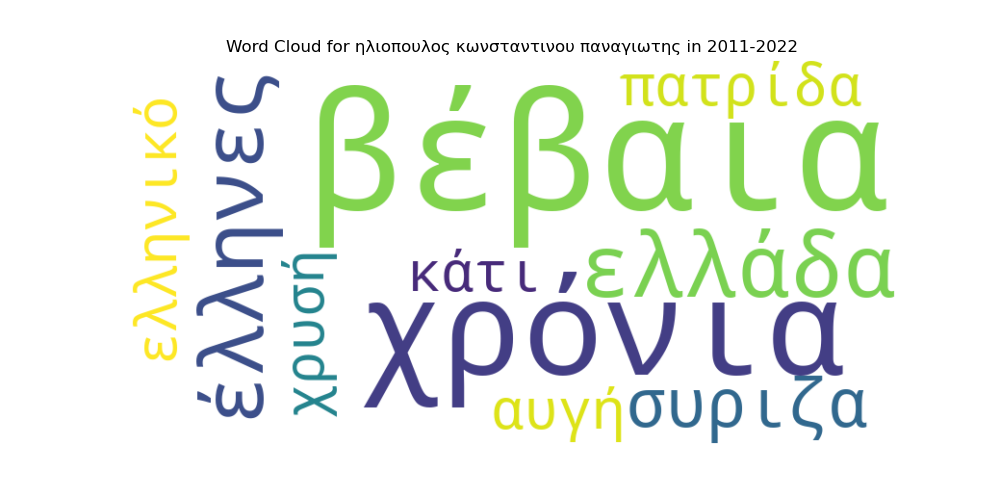 Word Cloud for ηλιοπουλος κωνσταντινου παναγιωτης in 2011-2022
πατρίδα
βέβαια
ελληνικό
έλληνες
χρυσή
κάτι
ελλάδα
χρόνια
αυγή
συριζα